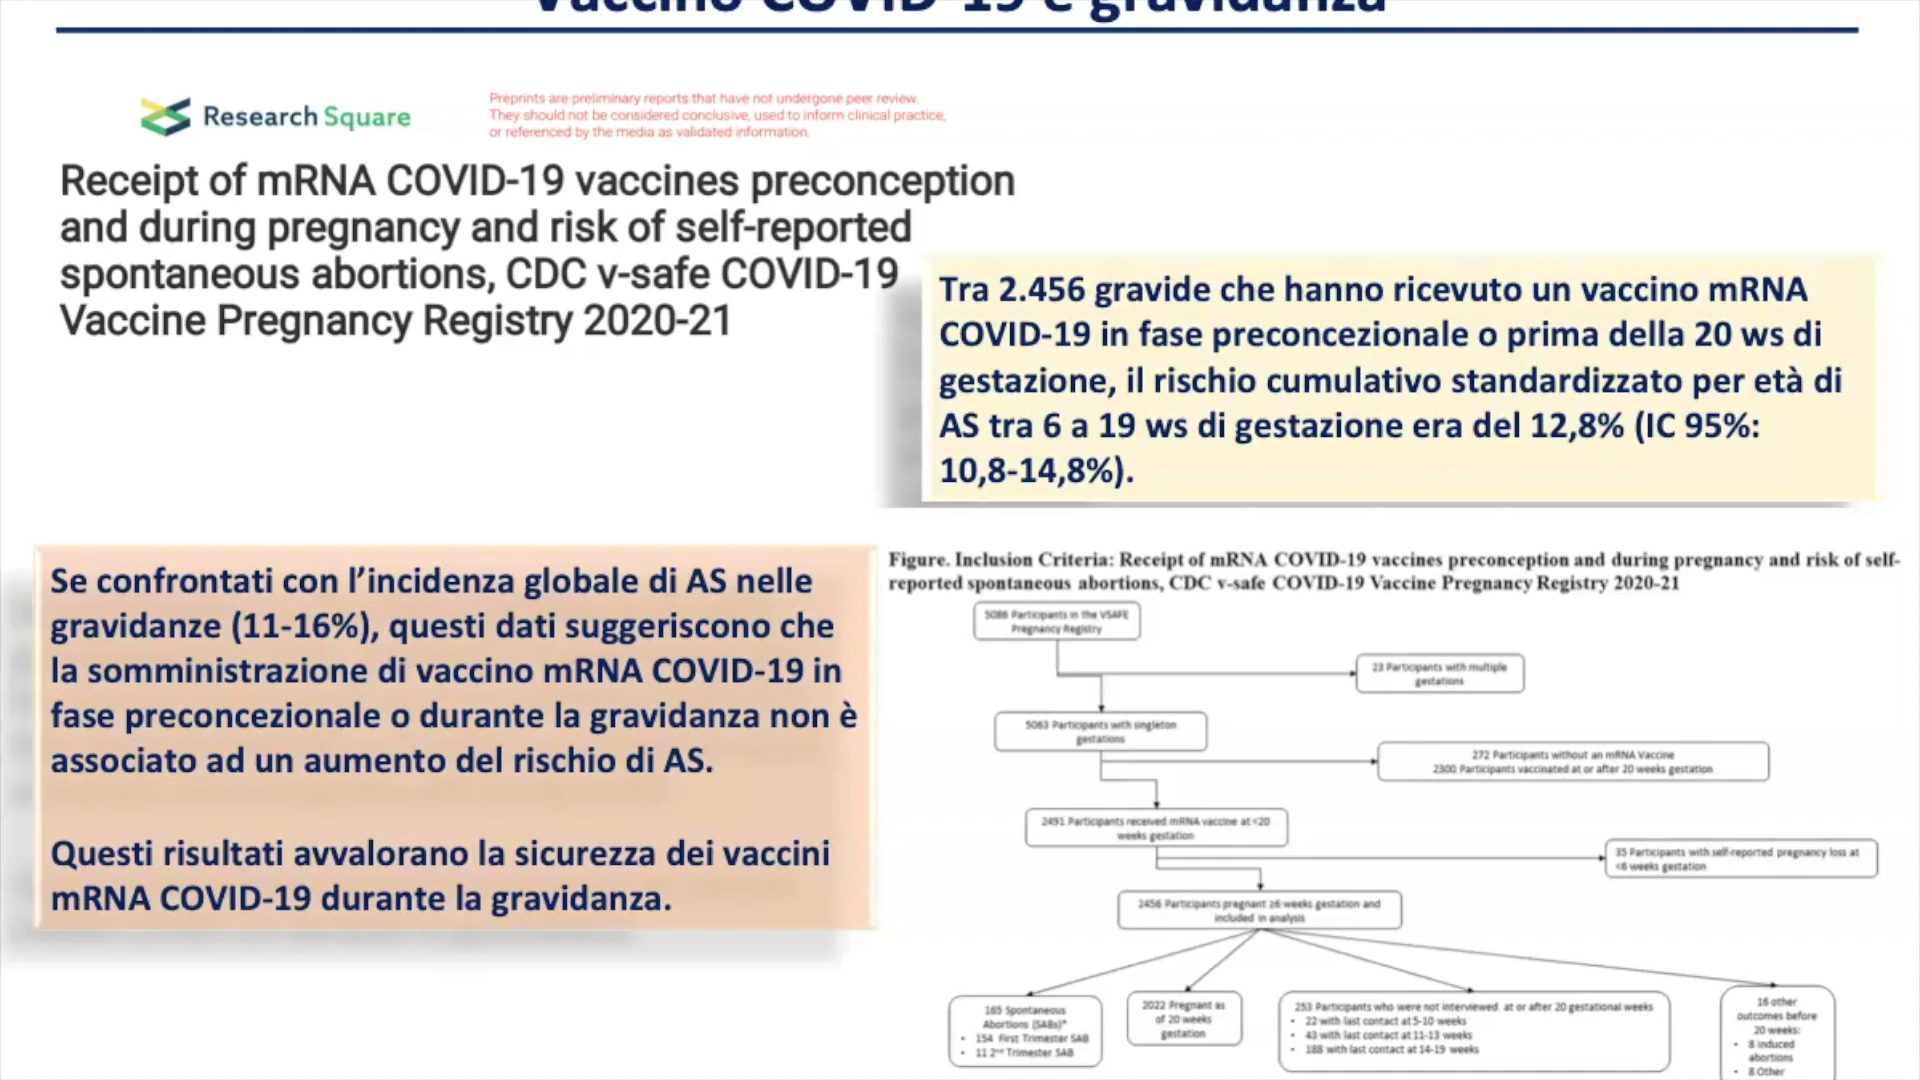 Vaccino COVID-19 e gravidanza
Research Square
Preprints are preliminary reports that have not undergone peer review.
They should not be considered conclusive, used to inform clinical practice,
or referenced by the media as validated information.
Receipt of mRNA COVID-19 vaccines preconception
and during pregnancy and risk of self-reported
spontaneous abortions, CDC v-safe COVID-19
Vaccine Pregnancy Registry 2020-21
Tra 2.456 gravide che hanno ricevuto un vaccino mRNA
COVID-19 in fase preconcezionale o prima della 20 ws di
gestazione, il rischio cumulativo standardizzato per età di
AS tra 6 a 19 ws di gestazione era del 12,8% (IC 95%:
10,8-14,8%).
Se confrontati con l’incidenza globale di AS nelle
gravidanze (11-16%), questi dati suggeriscono che
la somministrazione di vaccino mRNA COVID-19 in
fase preconcezionale o durante la gravidanza non è
associato ad un aumento del rischio di AS.
Questi risultati avvalorano la sicurezza dei vaccini
mRNA COVID-19 durante la gravidanza.
Figure. Inclusion Criteria: Receipt of mRNA COVID-19 vaccines preconception and during pregnancy and risk of self-
reported spontaneous abortions, CDC v-safe COVID-19 Vaccine Pregnancy Registry 2020-21
5086 Participants in the VSAFE
Pregnancy Registry
23 Participants with multiple
gestations
5063 Participants with singleton
gestations
272 Participants without an mRNA Vaccine
2300 Participants vaccinated at or after 20 weeks gestation
2491 Participants received mRNA vaccine at <20
weeks gestation
35 Participants with self-reported pregnancy loss at
<6 weeks gestation
2456 Participants pregnant ≥6 weeks gestation and
included in analysis
165 Spontaneous
Abortions (SABs)*
• 154 First Trimester SAB
• 11 2nd Trimester SAB
2022 Pregnant as
of 20 weeks
gestation
253 Participants who were not interviewed at or after 20 gestational weeks
• 22 with last contact at 5-10 weeks
• 43 with last contact at 11-13 weeks
• 188 with last contact at 14-19 weeks
16 other
outcomes before
20 weeks:
• 8 induced
abortions
• 8 Other